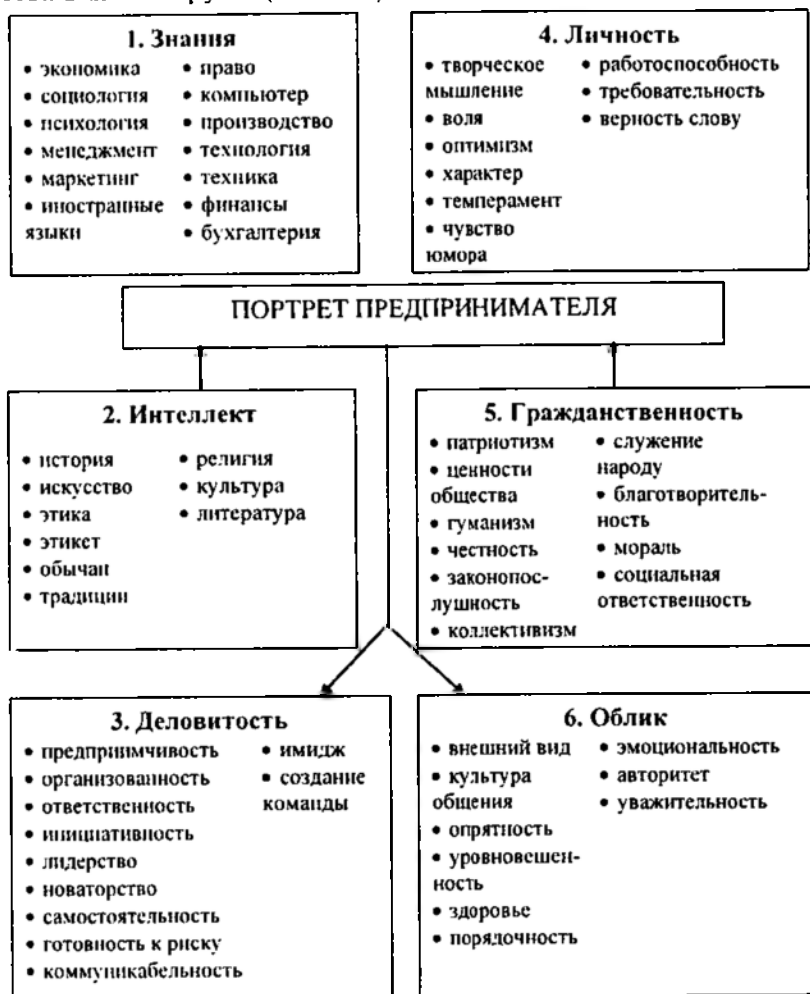 1. Знания
• экономика
• социология
• психология
• менеджмент
• маркетинг
• иностранные
языки
• право
• компьютер
• производство
• технология
• техника
• финансы
• бухгалтерия
4. Личность
• творческое
мышление
• воля
• оптимизм
• характер
• темперамент
• чувство
юмора
• работоспособность
• требовательность
• верность слову
ПОРТРЕТ ПРЕДПРИНИМАТЕЛЯ
2. Интеллект
• история
• искусство
• этика
• этикет
• обычаи
• традиции
• религия
• культура
• литература
5. Гражданственность
• патриотизм
• ценности
общества
• гуманизм
• честность
• законопос-
лушность
• коллективизм
• служение
народу
• благотворитель-
ность
• мораль
• социальная
ответственность
3. Деловитость
• предприимчивость
• организованность
• ответственность
• инициативность
• лидерство
• новаторство
• самостоятельность
• готовность к риску
• коммуникабельность
• имидж
• создание
команды
6. Облик
• внешний вид
• культура
общения
• опрятность
• уровновешен-
ность
• здоровье
• порядочность
• эмоциональность
• авторитет
• уважительность